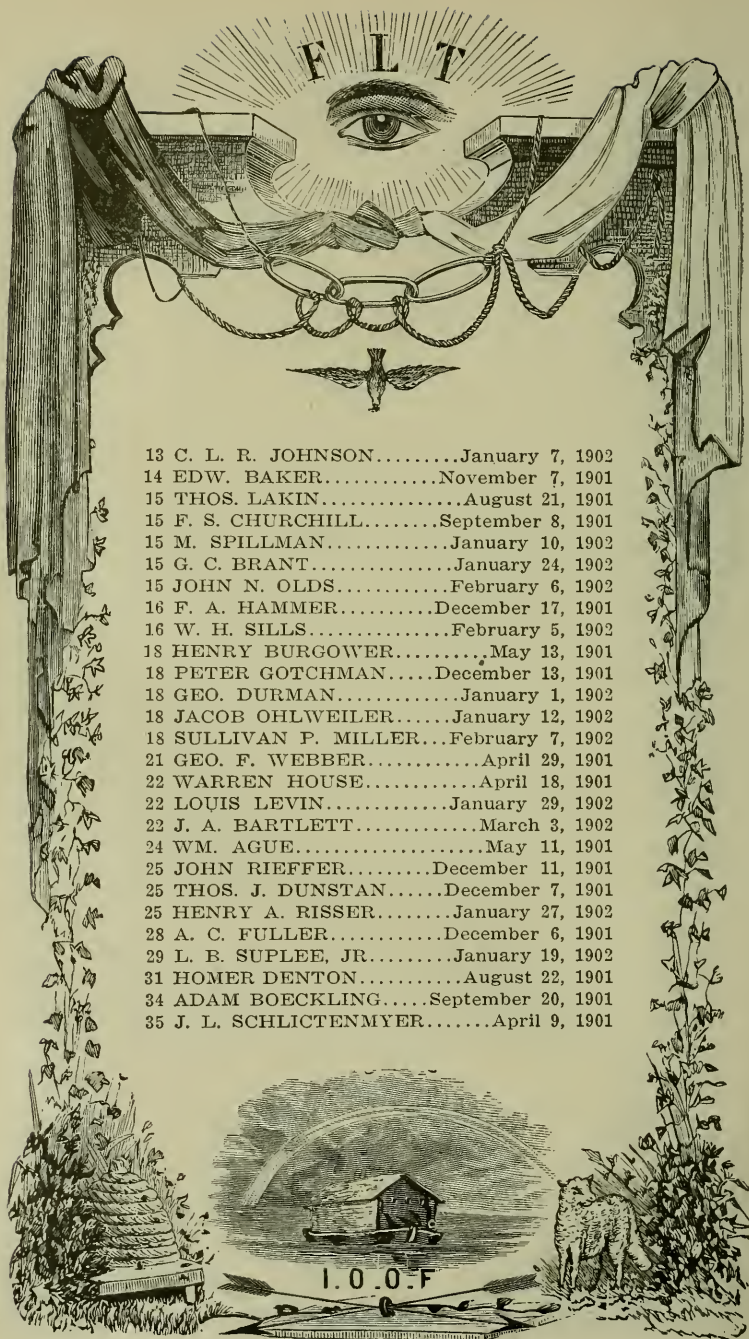 F L T
13 C. L. R. JOHNSON.........January 7, 1902
14 EDW. BAKER............November 7, 1901
15 THOS. LAKIN...............August 21, 1901
15 F. S. CHURCHILL........September 8, 1901
15 M. SPILLMAN.............January 10, 1902
15 G. C. BRANT...............January 24, 1902
15 JOHN N. OLDS............February 6, 1902
16 F. A. HAMMER..........December 17, 1901
16 W. H. SILLS...............February 5, 1902
18 HENRY BURGOWER..........May 13, 1901
18 PETER GOTCHMAN.....December 13, 1901
18 GEO. DURMAN.............January 1, 1902
18 JACOB OHLWEILER......January 12, 1902
18 SULLIVAN P. MILLER...February 7, 1902
21 GEO. F. WEBBER............April 29, 1901
22 WARREN HOUSE............April 18, 1901
22 LOUIS LEVIN.............January 29, 1902
22 J. A. BARTLETT.............March 3, 1902
24 WM. AGUE....................May 11, 1901
25 JOHN RIEFFER.........December 11, 1901
25 THOS. J. DUNSTAN......December 7, 1901
25 HENRY A. RISSER........January 27, 1902
28 A. C. FULLER............December 6, 1901
29 L. B. SUPLEE, JR.........January 19, 1902
31 HOMER DENTON...........August 22, 1901
34 ADAM BOECKLING.....September 20, 1901
35 J. L. SCHLICTENMYER.......April 9, 1901
I.O.O.F